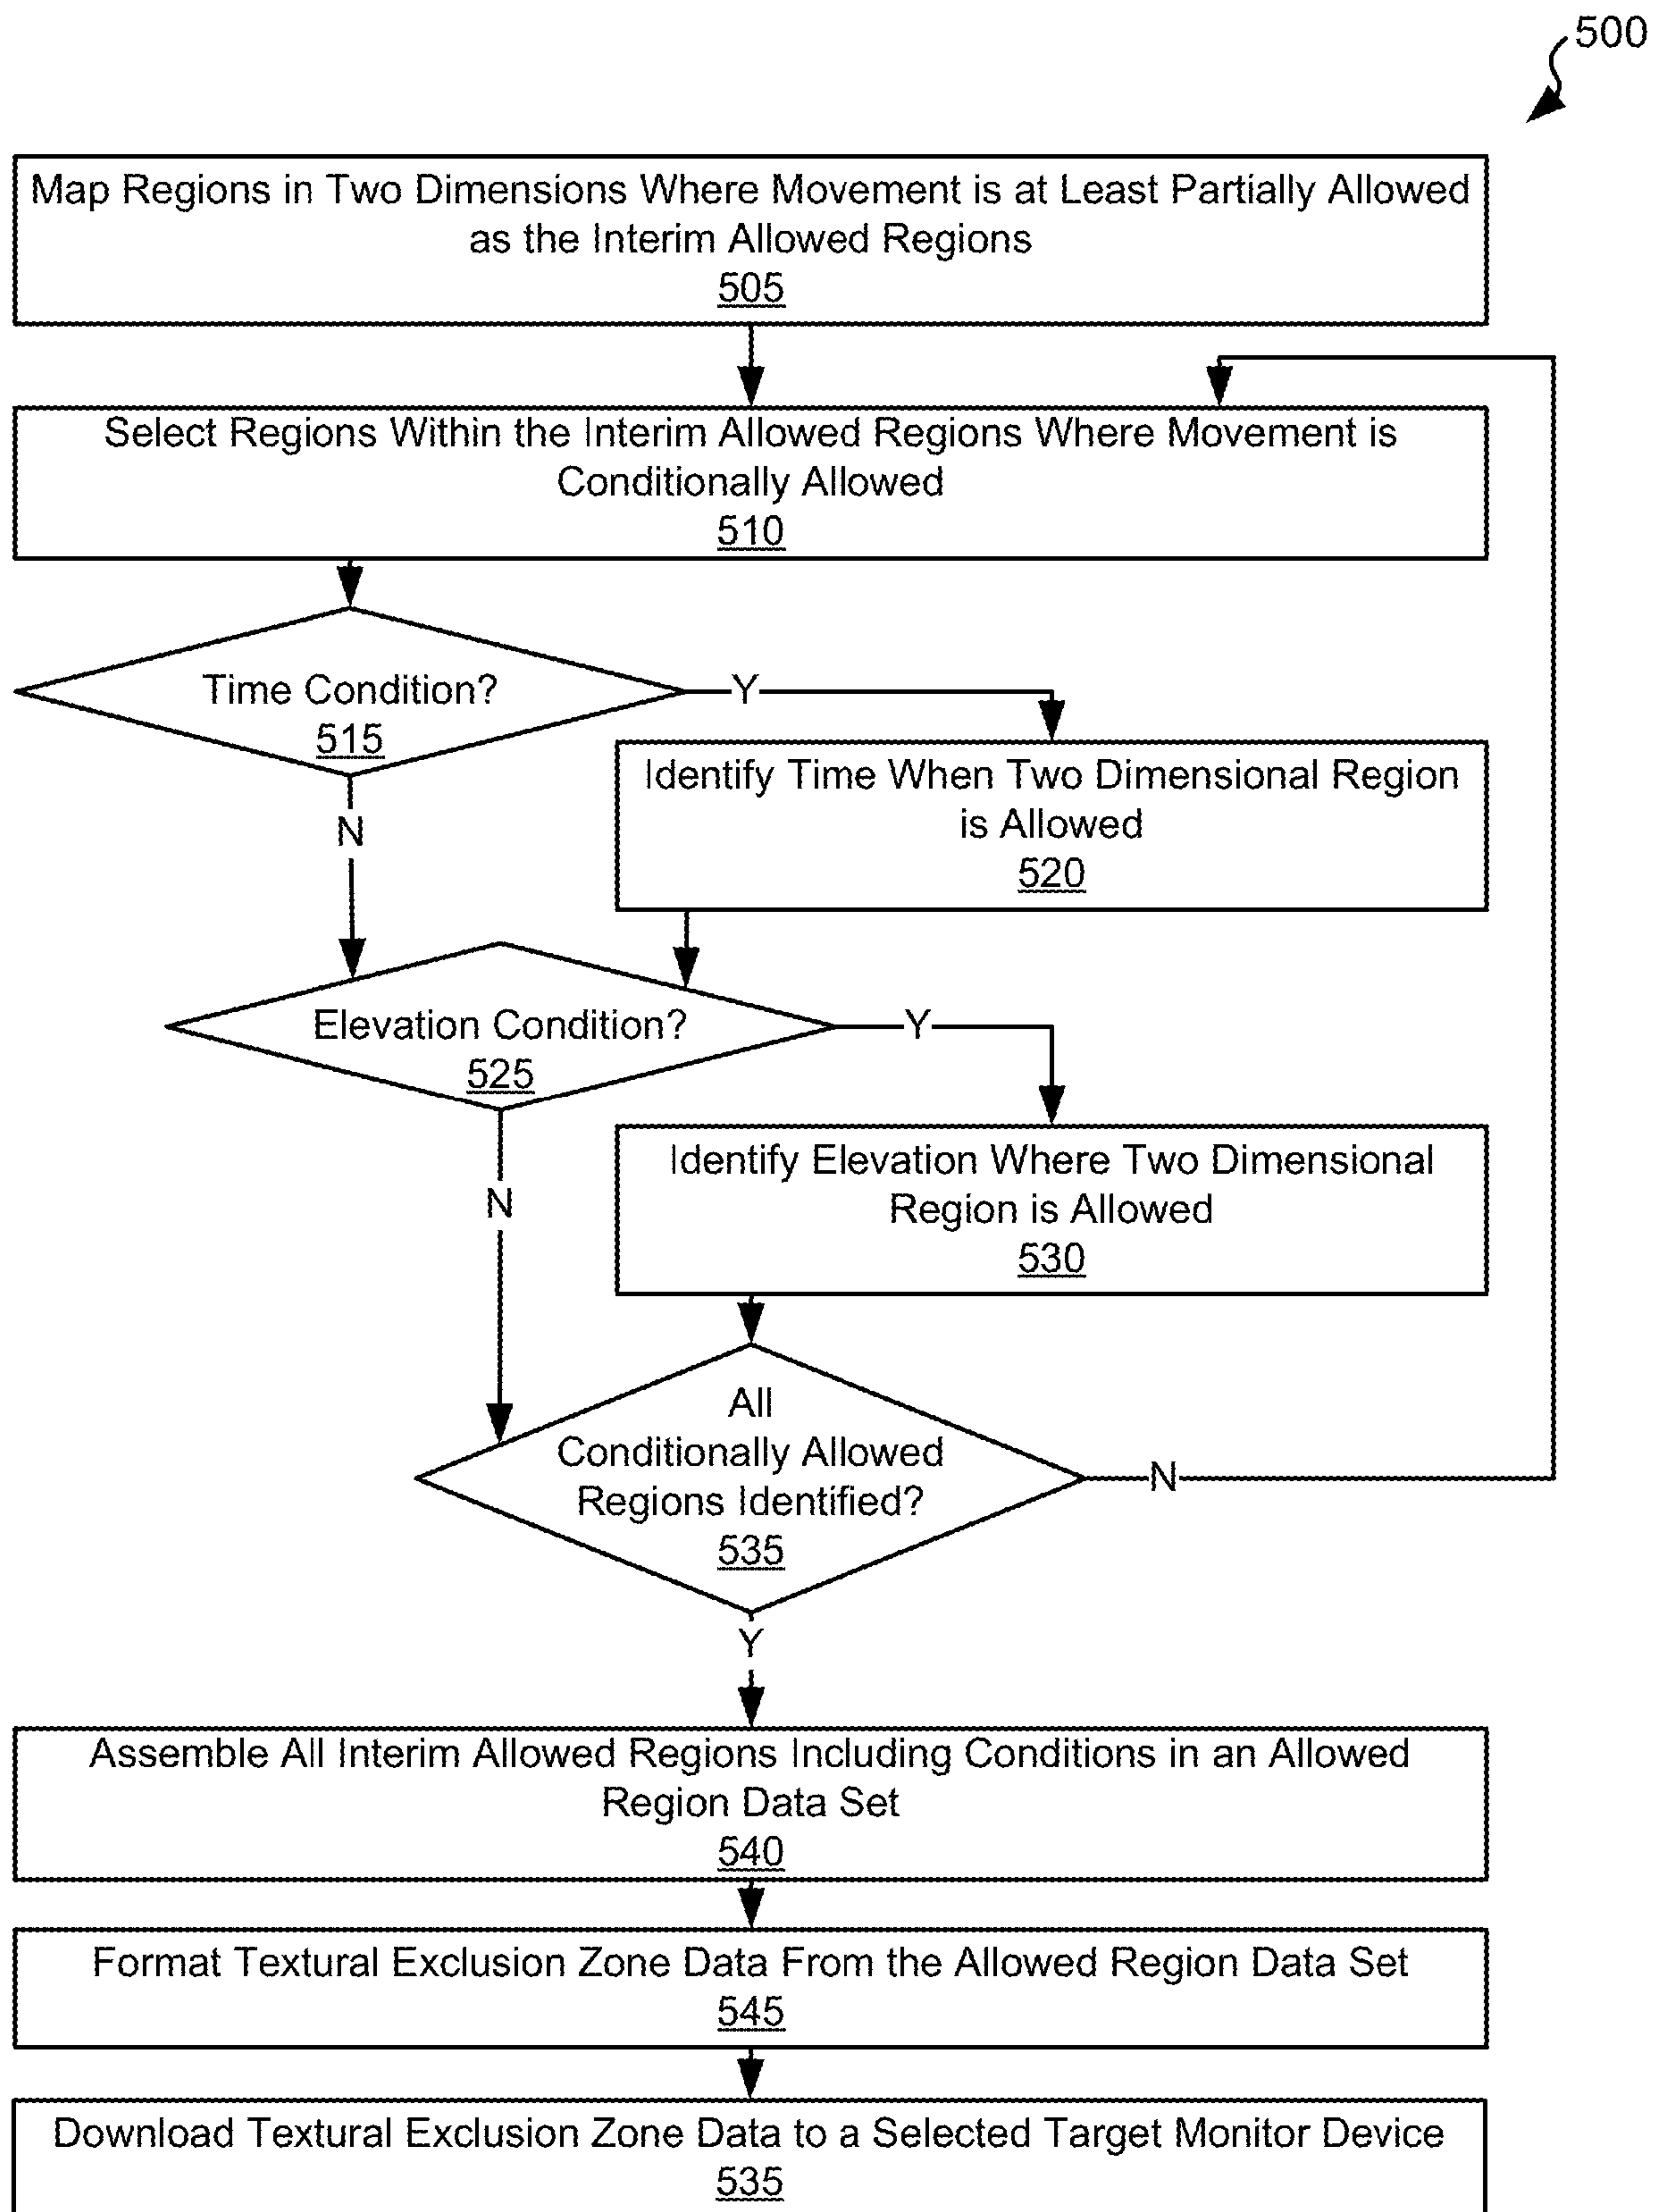 500
Map Regions in Two Dimensions Where Movement is at Least Partially Allowed
as the Interim Allowed Regions
505
Select Regions Within the Interim Allowed Regions Where Movement is
Conditionally Allowed
510
Time Condition?
515
Y
N
Identify Time When Two Dimensional Region
is Allowed
520
Elevation Condition?
525
Y
N
Identify Elevation Where Two Dimensional
Region is Allowed
530
All
Conditionally Allowed
Regions Identified?
535
N
Y
Assemble All Interim Allowed Regions Including Conditions in an Allowed
Region Data Set
540
Format Textural Exclusion Zone Data From the Allowed Region Data Set
545
Download Textural Exclusion Zone Data to a Selected Target Monitor Device
535